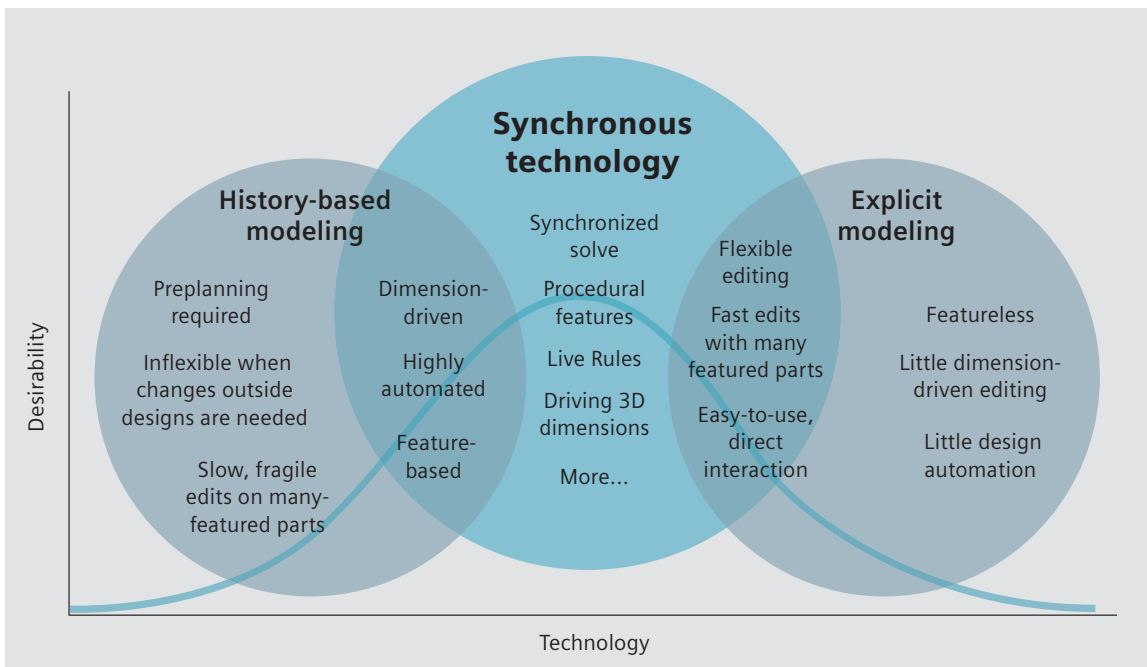 Desirability
History-based
modeling
Preplanning
required
Inflexible when
changes outside
designs are needed
Slow, fragile
edits on many-
featured parts
Dimension-
driven
Highly
automated
Feature-
based
Synchronous
technology
Synchronized
solve
Procedural
features
Live Rules
Driving 3D
dimensions
More...
Flexible
editing
Fast edits
with many
featured parts
Easy-to-use,
direct
interaction
Explicit
modeling
Featureless
Little dimension-
driven editing
Little design
automation
Technology